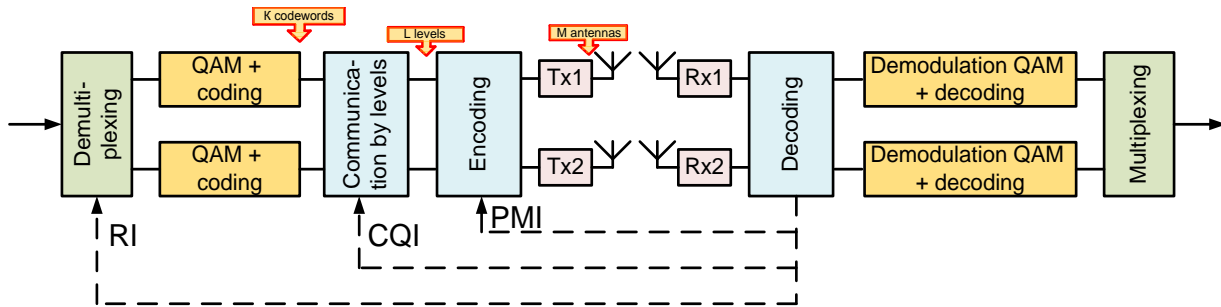 K codewords
L levels
M antennas
Demulti-
plexing
QAM +
coding
QAM +
coding
Communica-
tion by levels
Encoding
Tx1
Tx2
Rx1
Rx2
Decoding
Demodulation QAM
+ decoding
Demodulation QAM
+ decoding
Multiplexing
RI
CQI
PMI